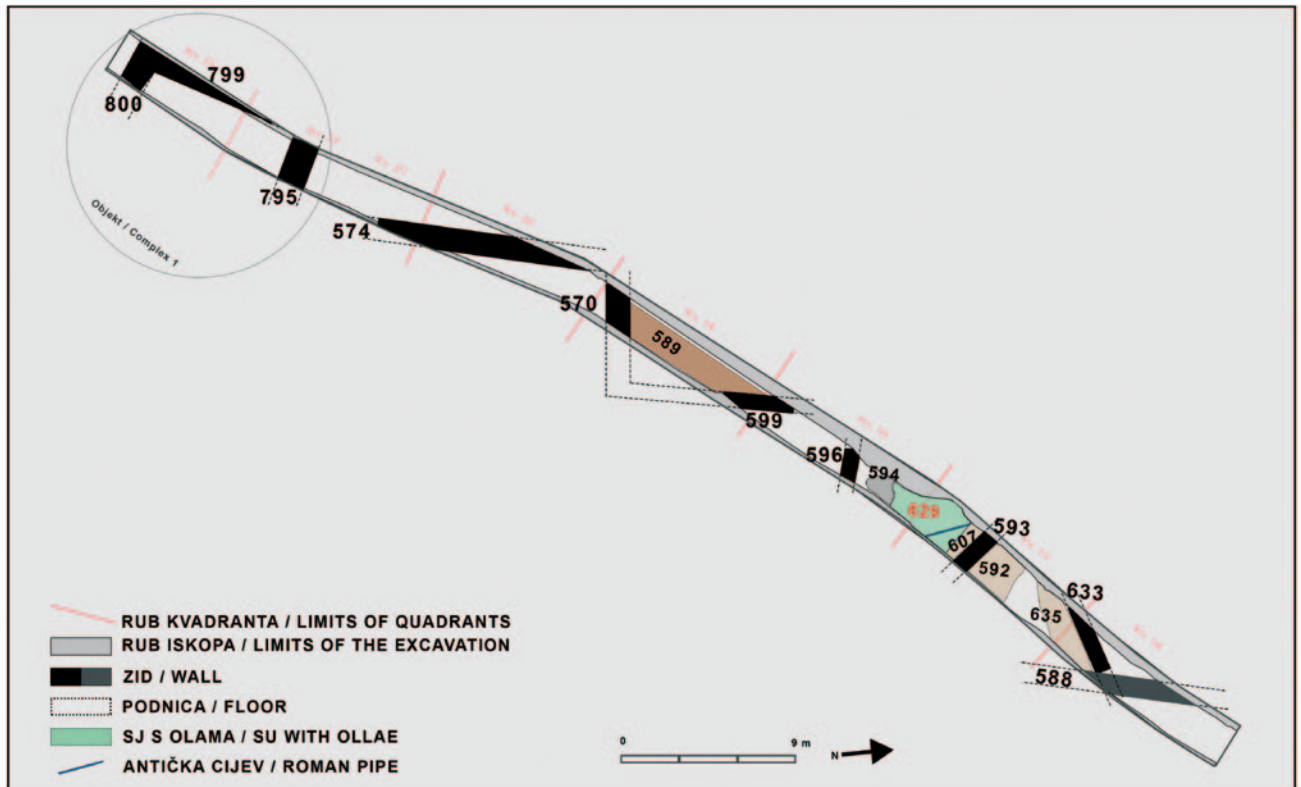 799
800
795
Objekt / Complex 1
574
570
589
599
596
594
629
593
607
592
633
635
588
RUB KVADRANTA / LIMITS OF QUADRANTS
RUB ISKOPA / LIMITS OF THE EXCAVATION
ZID / WALL
PODNICA / FLOOR
SJ S OLAMA / SU WITH OLLAE
ANTIČKA CIJEV / ROMAN PIPE
0 9 m
N